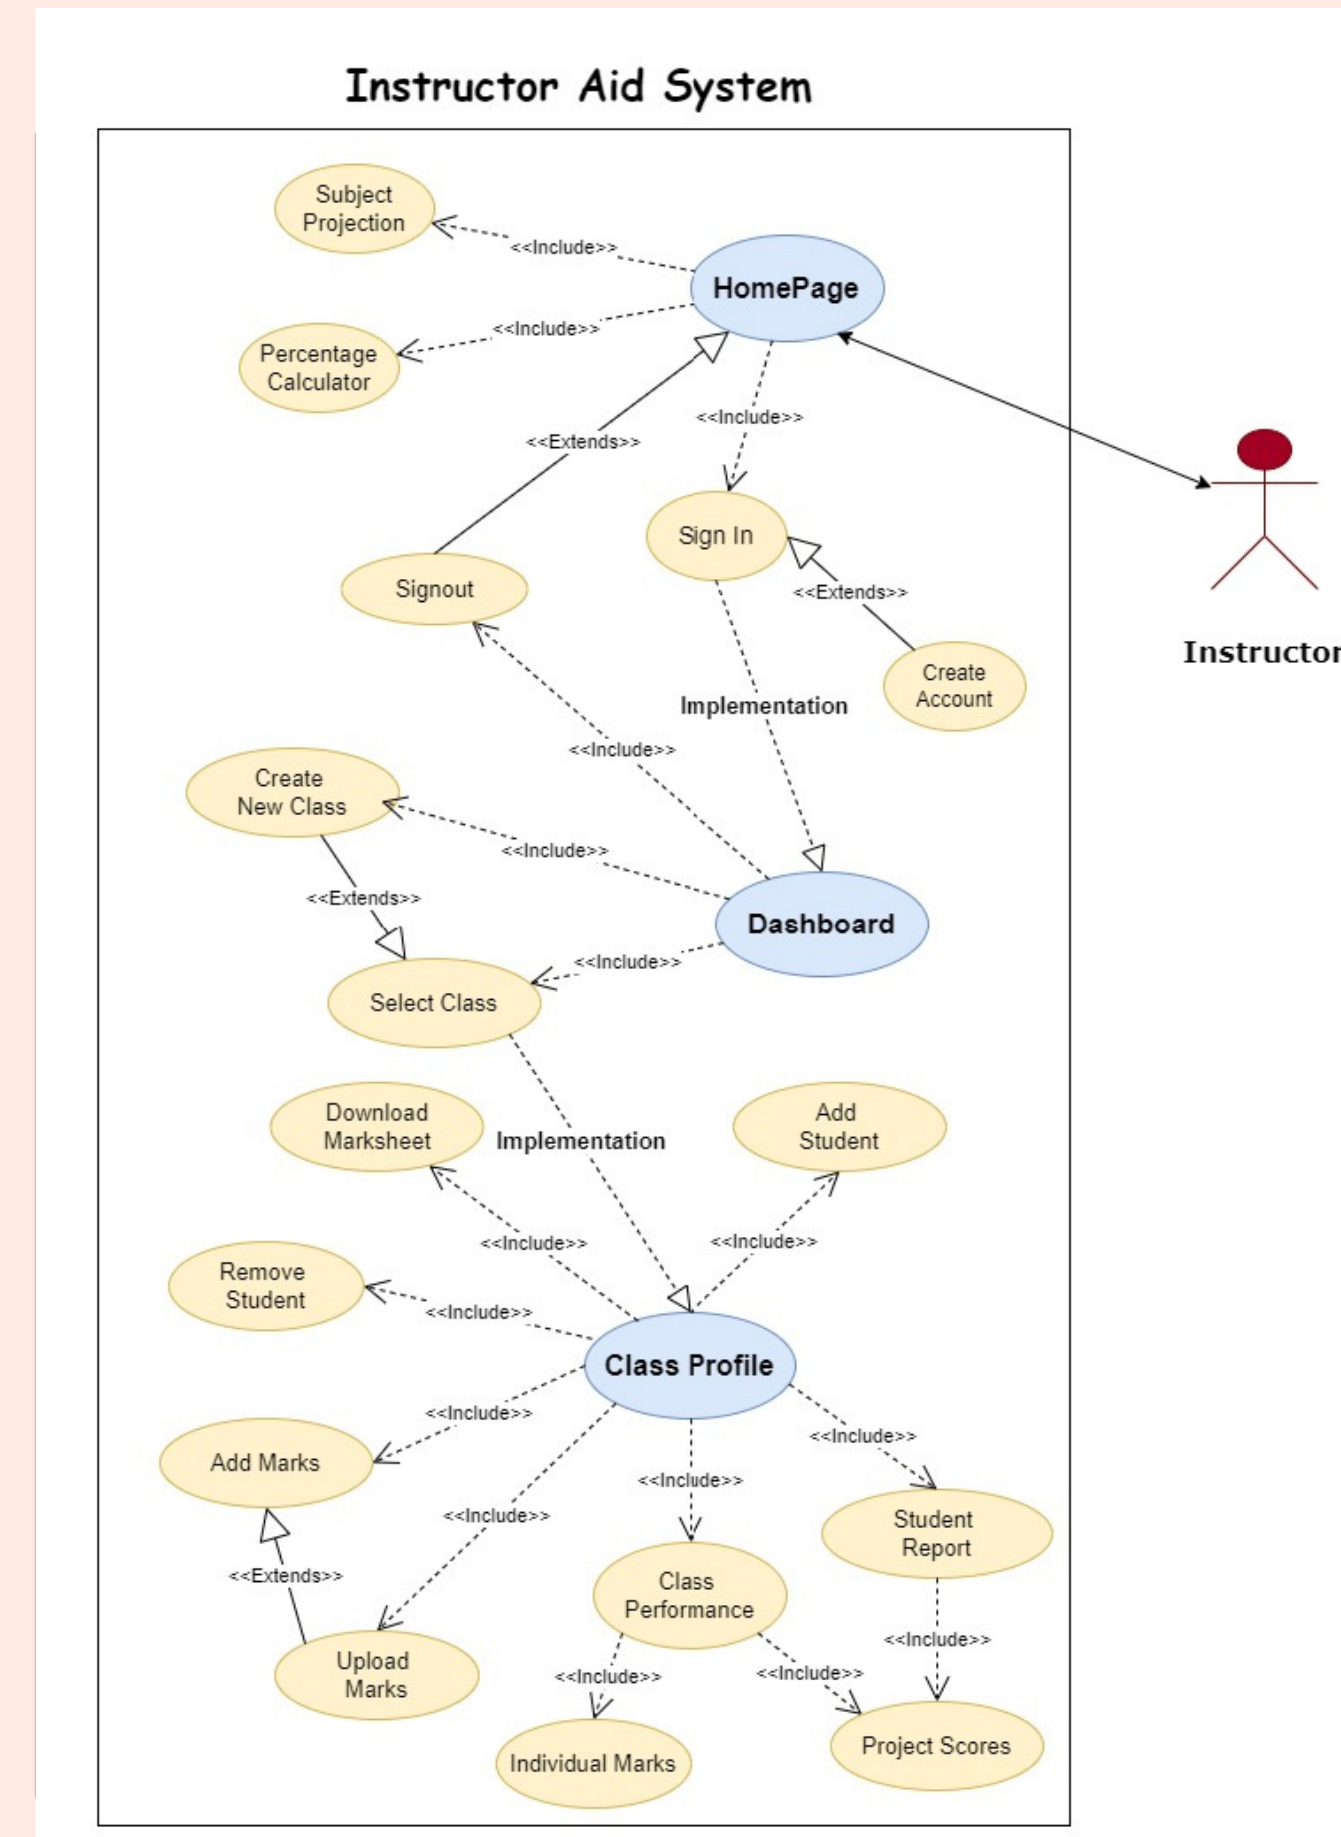 Instructor Aid System
Subject
Projection
<<Include>>
HomePage
<<Include>>
Percentage
Calculator
<<Include>>
<<Extends>>
Sign In
Signout
<<Extends>>
Instructor
Create
Account
Implementation
<<Include>>
Create
New Class
<<Include>>
<<Extends>>
Dashboard
<<Include>>
Select Class
Download
Marksheet
Implementation
Add
Student
<<Include>>
<<Include>>
Remove
Student
<<Include>>
Class Profile
<<Include>>
<<Include>>
Add Marks
<<Include>>
<<Include>>
Student
Report
<<Extends>>
Class
Performance
<<Include>>
Upload
Marks
<<Include>>
<<Include>>
Individual Marks
Project Scores